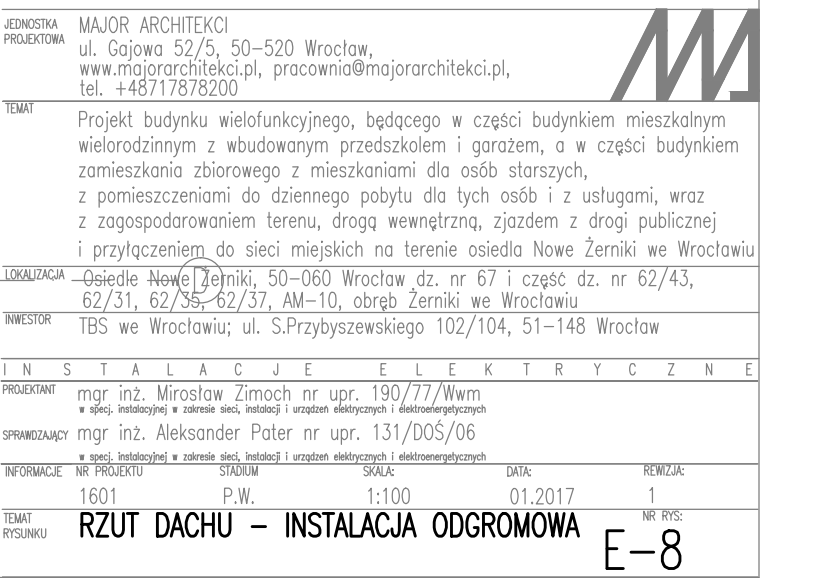 JEDNOSTKA PROJEKTOWA
MAJOR ARCHITEKCI
ul. Gajowa 52/5, 50-520 Wrocław,
www.majorarchitekci.pl, pracownia@majorarchitekci.pl,
tel. +48717878200
TEMAT
Projekt budynku wielofunkcyjnego, będącego w części budynkiem mieszkalnym
wielorodzinnym z wbudowanym przedszkolem i garażem, a w części budynkiem
zamieszkania zbiorowego z mieszkaniami dla osób starszych,
z pomieszczeniami do dziennego pobytu dla tych osób i z usługami, wraz
z zagospodarowaniem terenu, drogą wewnętrzną, zjazdem z drogi publicznej
i przyłączeniem do sieci miejskich na terenie osiedla Nowe Żerniki we Wrocławiu
LOKALIZACJA
Osiedle Nowe Żerniki, 50-060 Wrocław dz. nr 67 i część dz. nr 62/43,
D
62/31, 62/35, 62/37, AM-10, obręb Żerniki we Wrocławiu
INWESTOR
TBS we Wrocławiu; ul. S.Przybyszewskiego 102/104, 51-148 Wrocław
I N S T A L A C J E E L E K T R Y C Z N E
PROJEKTANT
mgr inż. Mirosław Zimoch nr upr. 190/77/Wwm
w specj. instalacyjnej w zakresie sieci, instalacji i urządzeń elektrycznych i elektroenergetycznych
SPRAWDZAJĄCY
mgr inż. Aleksander Pater nr upr. 131/DOŚ/06
w specj. instalacyjnej w zakresie sieci, instalacji i urządzeń elektrycznych i elektroenergetycznych
INFORMACJE NR PROJEKTU STADIUM SKALA: DATA: REWIZJA:
1601 P.W. 1:100 01.2017 1
TEMAT RYSUNKU
RZUT DACHU - INSTALACJA ODGROMOWA
NR RYS:
E-8